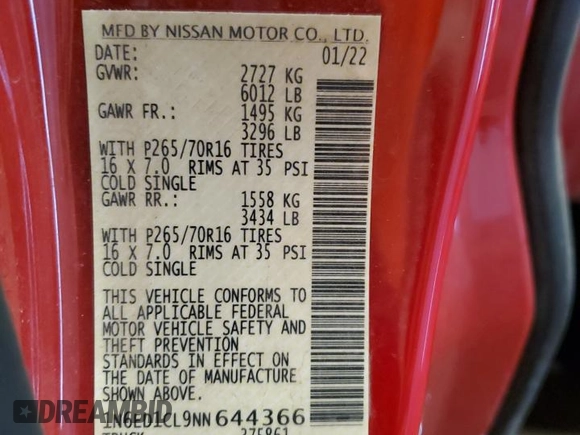 MFD BY NISSAN MOTOR CO., LTD.
DATE: 01/22
GVWR: 2727 KG
6012 LB
GAWR FR.: 1495 KG
3296 LB
WITH P265/70R16 TIRES
16 X 7.0 RIMS AT 35 PSI
COLD SINGLE
GAWR RR.: 1558 KG
3434 LB
WITH P265/70R16 TIRES
16 X 7.0 RIMS AT 35 PSI
COLD SINGLE
THIS VEHICLE CONFORMS TO
ALL APPLICABLE FEDERAL
MOTOR VEHICLE SAFETY AND
THEFT PREVENTION
STANDARDS IN EFFECT ON
THE DATE OF MANUFACTURE
SHOWN ABOVE.
1N6ED1CL9NN644366
DREAMBID